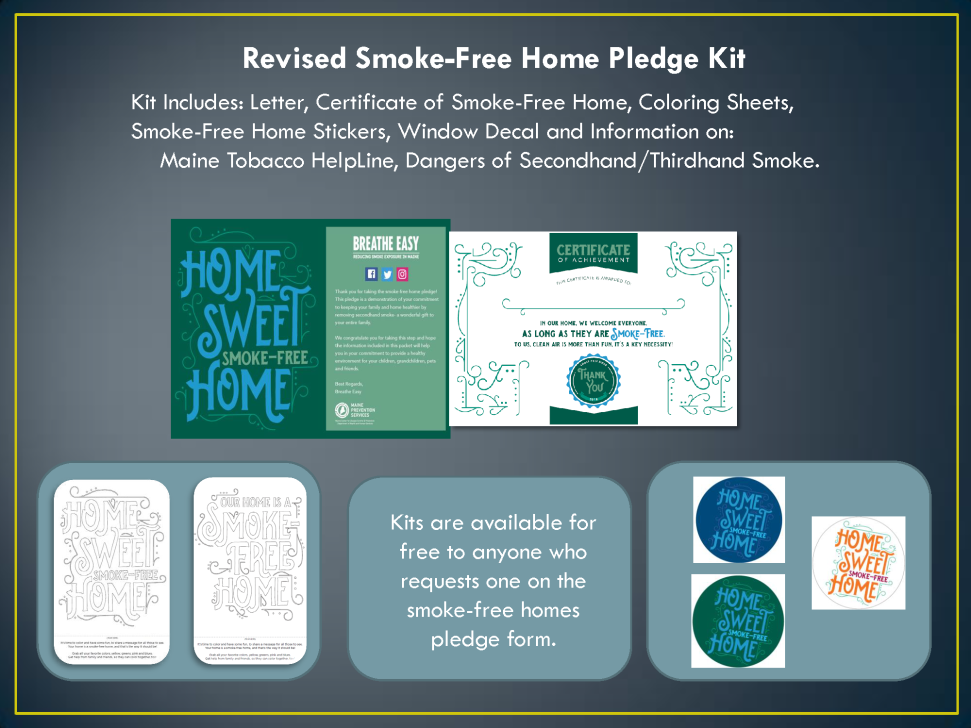 Revised Smoke-Free Home Pledge Kit
Kit Includes: Letter, Certificate of Smoke-Free Home, Coloring Sheets,
Smoke-Free Home Stickers, Window Decal and Information on:
Maine Tobacco HelpLine, Dangers of Secondhand/Thirdhand Smoke.
HOME
SWEET
SMOKE-FREE
HOME
BREATHE EASY
REDUCING SMOKE EXPOSURE IN MAINE
Thank you for taking the smoke-free home pledge!
This pledge is a demonstration of your commitment
to keeping your family and home healthier by
removing secondhand smoke- a wonderful gift to
your entire family.
We congratulate you for taking this step and hope
the information included in this packet will help
you in your commitment to provide a healthy
environment for your children, grandchildren, pets
and friends.
Best Regards,
Breathe Easy
MAINE
PREVENTION
SERVICES
CERTIFICATE
OF ACHIEVEMENT
THIS CERTIFICATE IS AWARDED TO:
IN OUR HOME, WE WELCOME EVERYONE,
AS LONG AS THEY ARE SMOKE-FREE.
TO US, CLEAN AIR IS MORE THAN FUN, IT'S A KEY NECESSITY!
THANK
YOU
HOME
SWEET
SMOKE-FREE
HOME
OUR HOME IS A
SMOKE-
FREE
HOME
Kits are available for
free to anyone who
requests one on the
smoke-free homes
pledge form.
HOME
SWEET
SMOKE-FREE
HOME
HOME
SWEET
SMOKE-FREE
HOME
HOME
SWEET
SMOKE-FREE
HOME